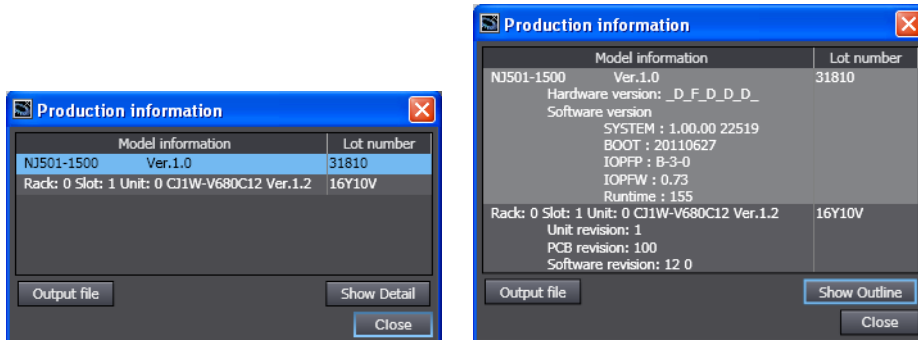 Production information
Model information Lot number
NJ501-1500 Ver.1.0 31810
Rack: 0 Slot: 1 Unit: 0 CJ1W-V680C12 Ver.1.2 16Y10V
Output file Show Detail
Close
Production information
Model information Lot number
NJ501-1500 Ver.1.0 31810
Hardware version: _D_F_D_D_D_
Software version
SYSTEM : 1.00.00 22519
BOOT : 20110627
IOPFP : B-3-0
IOPFW : 0.73
Runtime : 155
Rack: 0 Slot: 1 Unit: 0 CJ1W-V680C12 Ver.1.2 16Y10V
Unit revision: 1
PCB revision: 100
Software revision: 12 0
Output file Show Outline
Close